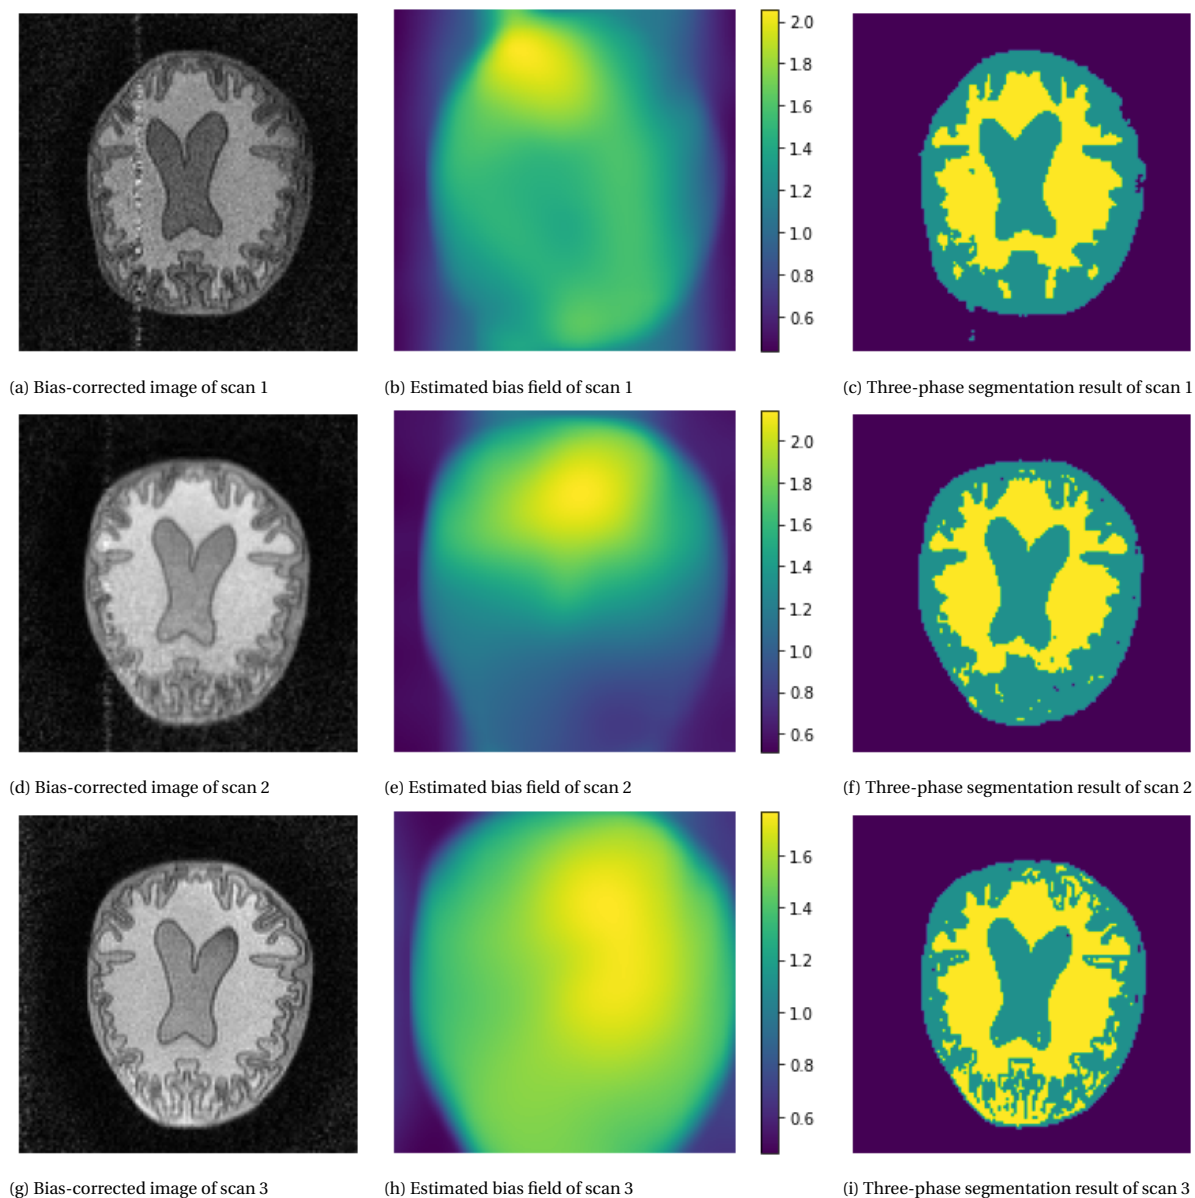 2.0
1.8
1.6
1.4
1.2
1.0
0.8
0.6
(a) Bias-corrected image of scan 1
(b) Estimated bias field of scan 1
(c) Three-phase segmentation result of scan 1
2.0
1.8
1.6
1.4
1.2
1.0
0.8
0.6
(d) Bias-corrected image of scan 2
(e) Estimated bias field of scan 2
(f) Three-phase segmentation result of scan 2
1.6
1.4
1.2
1.0
0.8
0.6
(g) Bias-corrected image of scan 3
(h) Estimated bias field of scan 3
(i) Three-phase segmentation result of scan 3